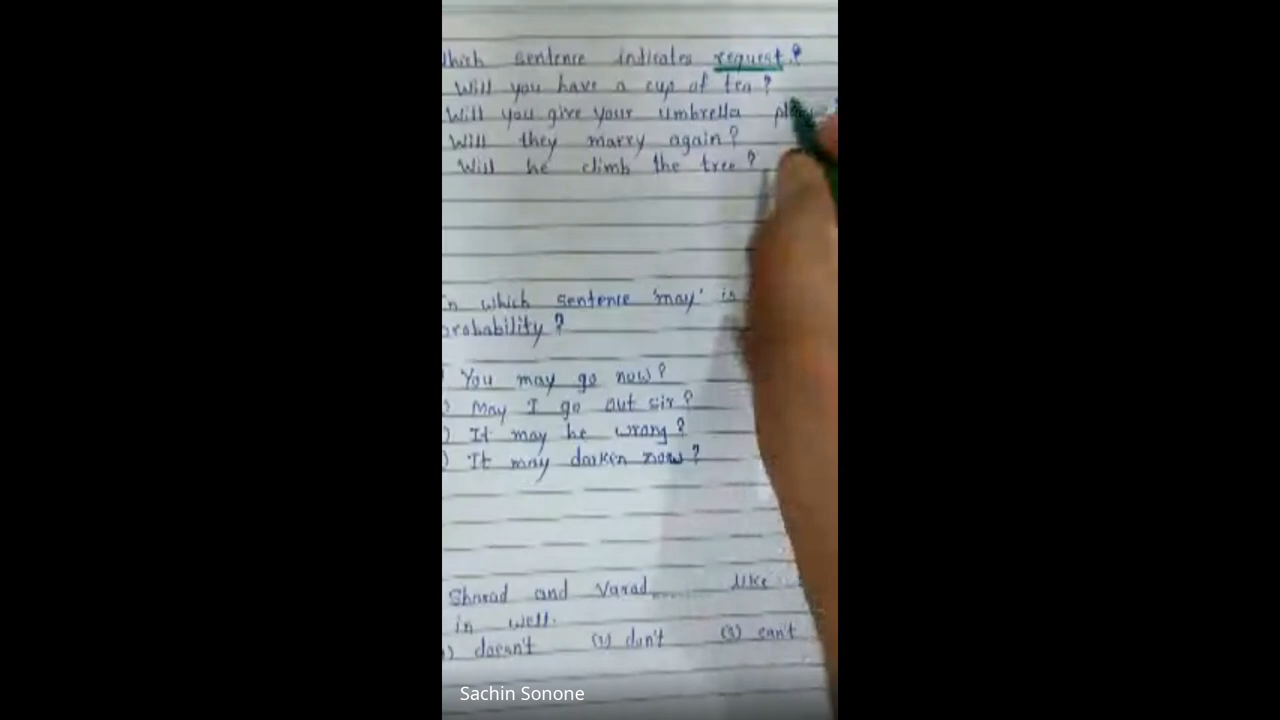 which sentence indicates request?
Will you have a cup of tea?
Will you give your umbrella
Will they marry again?
Will he climb the tree?
in which sentence 'may' is
probability?
You may go now?
May I go out sir?
) It may be wrong?
) It may darken now?
Sharad and Varad..... like
in well.
) doesn't (2) don't (3) can't
Sachin Sonone